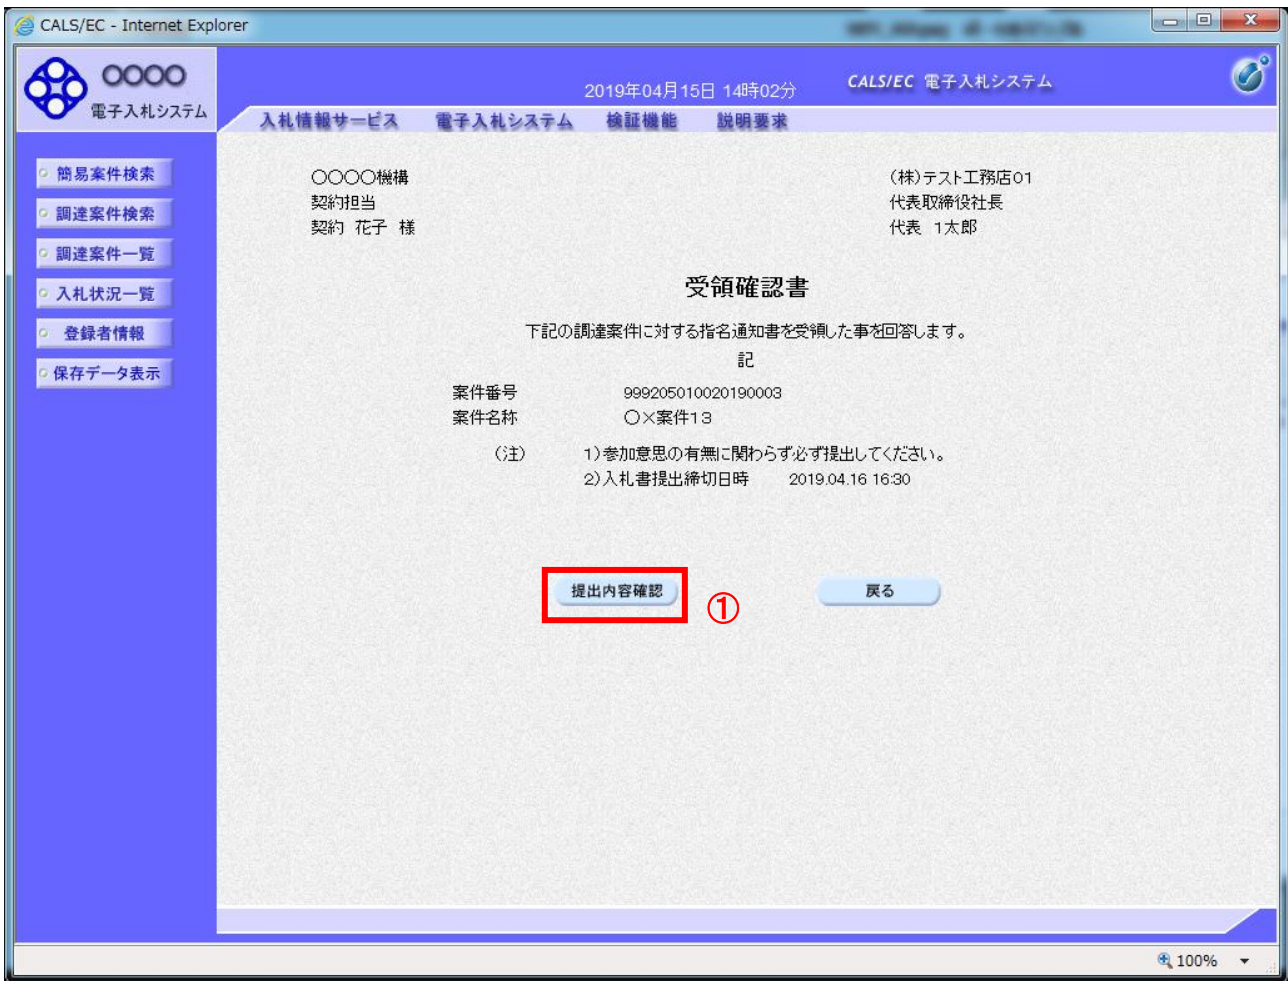 CALS/EC - Internet Explorer
〇〇〇〇
電子入札システム
2019年04月15日 14時02分
CALS/EC 電子入札システム
入札情報サービス 電子入札システム 検証機能 説明要求
簡易案件検索
調達案件検索
調達案件一覧
入札状況一覧
登録者情報
保存データ表示
〇〇〇〇機構
契約担当
契約 花子 様
(株)テスト工務店01
代表取締役社長
代表 1太郎
受領確認書
下記の調達案件に対する指名通知書を受領した事を回答します。
記
案件番号 999205010020190003
案件名称 〇×案件13
(注) 1)参加意思の有無に関わらず必ず提出してください。
2)入札書提出締切日時 2019.04.16 16:30
提出内容確認 ① 戻る
100%